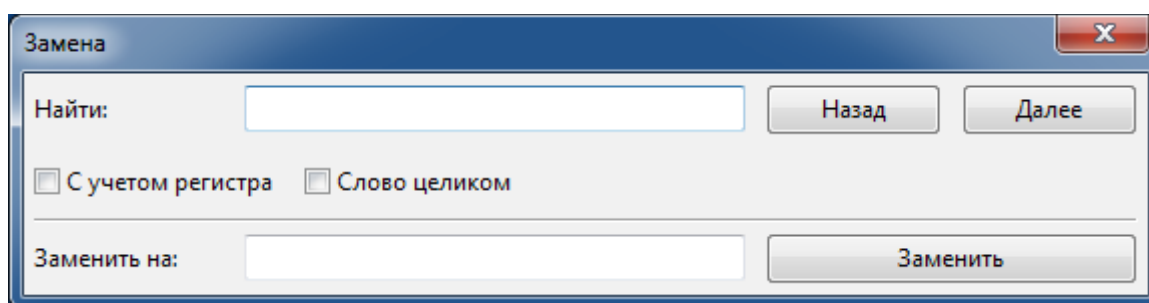 Замена
Найти: Назад Далее
С учетом регистра Слово целиком
Заменить на: Заменить